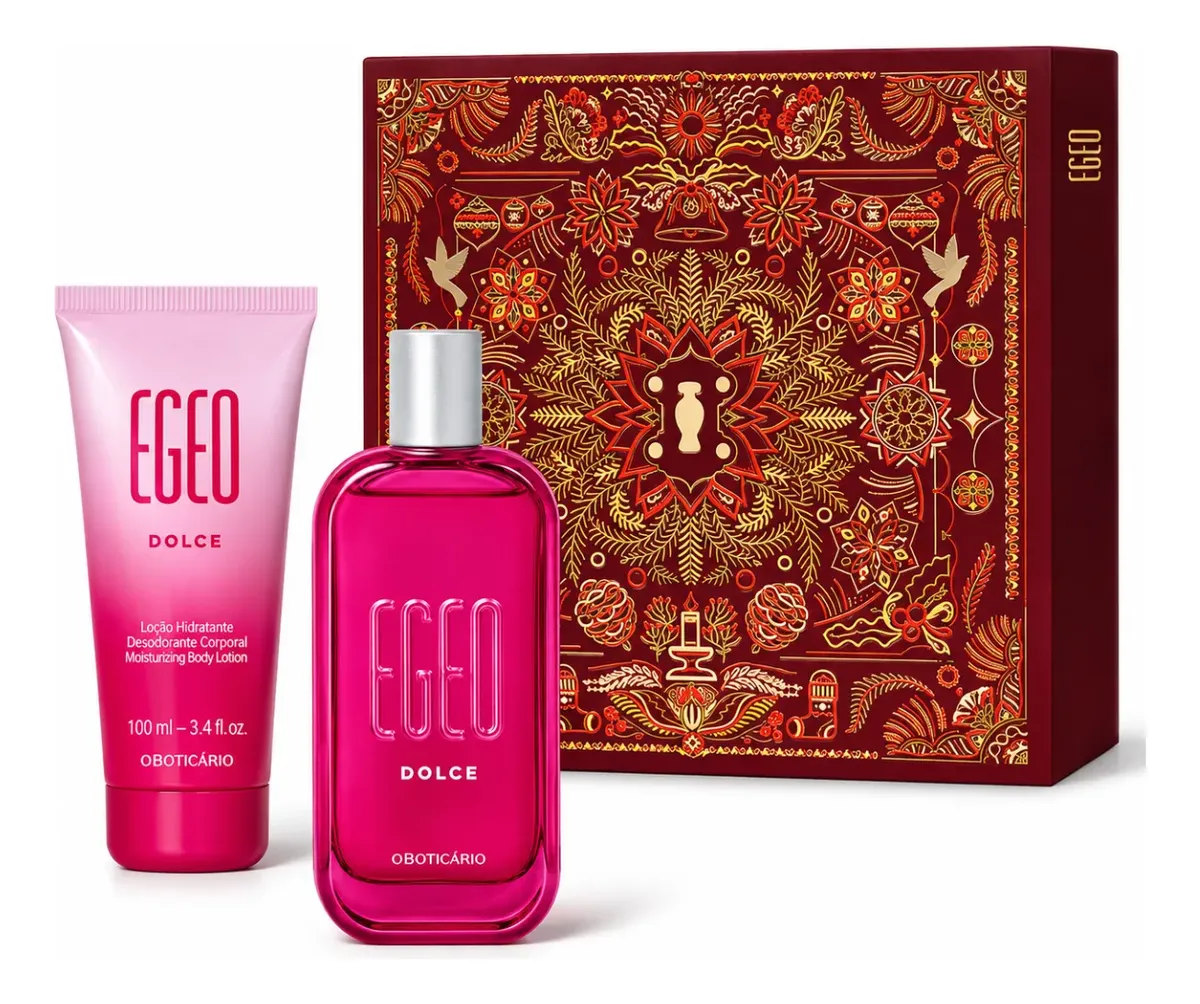 EGEO
DOLCE
Loção Hidratante
Desodorante Corporal
Moisturizing Body Lotion
100 ml – 3.4 fl.oz.
OBOTICÁRIO
EGEO
DOLCE
OBOTICÁRIO
EGEO